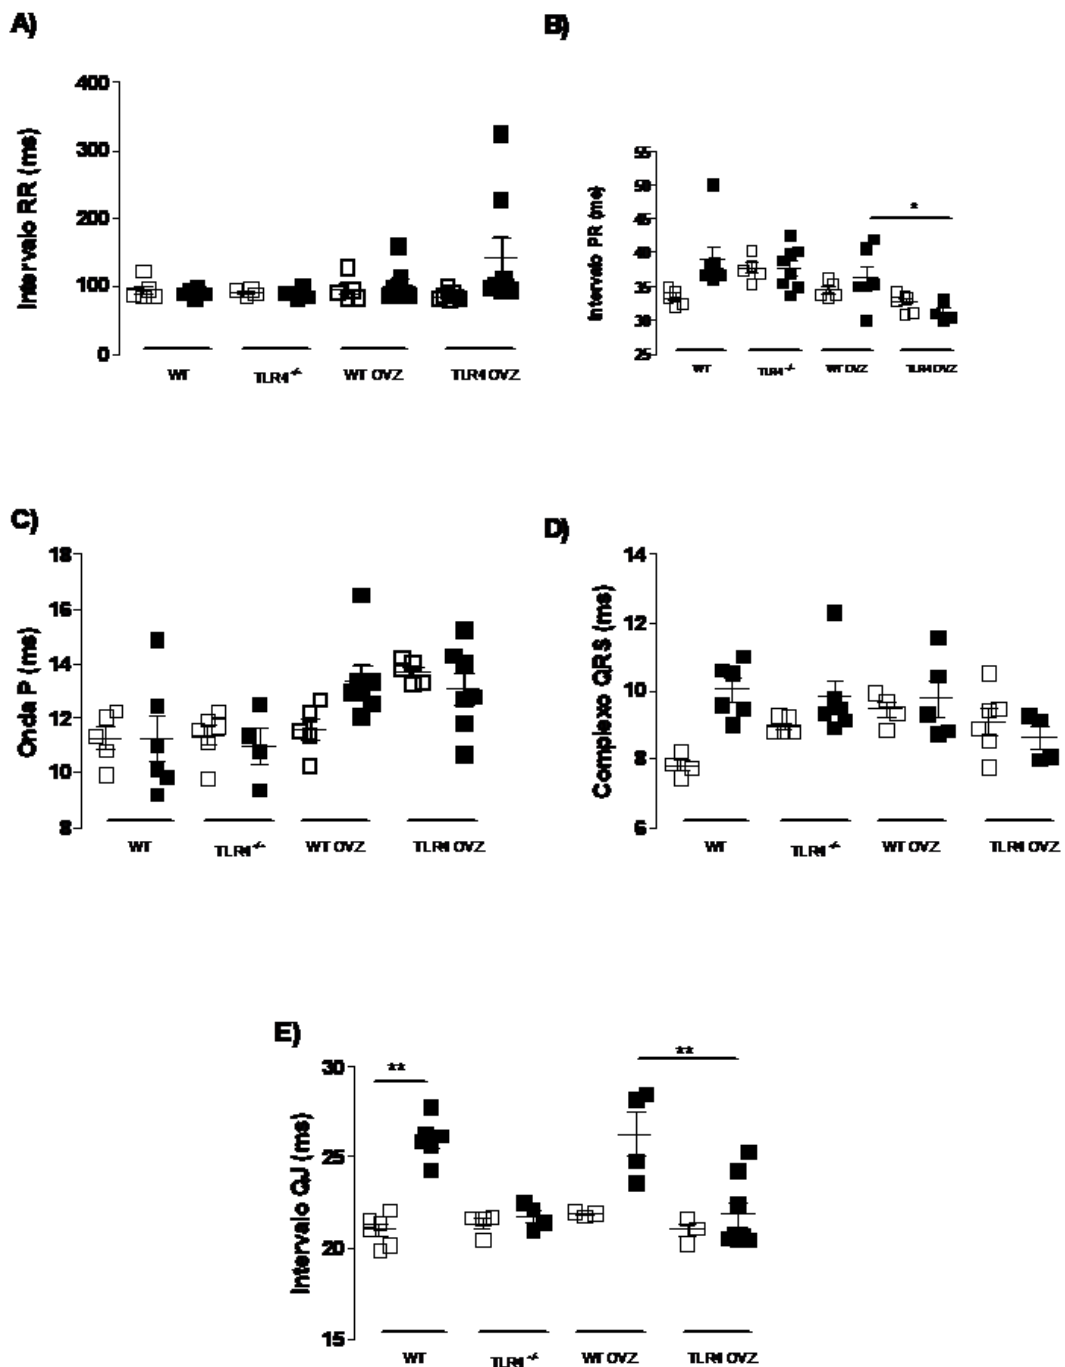 A)
B)
Intervalo RR (ms)
400
300
200
100
0
WT
TLR4 -/-
WT OVZ
TLR4 OVZ
Intervalo PR (ms)
55
50
45
40
35
30
25
*
WT
TLR4 -/-
WT OVZ
TLR4 OVZ
C)
D)
Onda P (ms)
18
16
14
12
10
8
WT
TLR4 -/-
WT OVZ
TLR4 OVZ
Complexo QRS (ms)
14
12
10
8
6
WT
TLR4 -/-
WT OVZ
TLR4 OVZ
E)
Intervalo QJ (ms)
30
25
20
15
**
**
WT
TLR4 -/-
WT OVZ
TLR4 OVZ